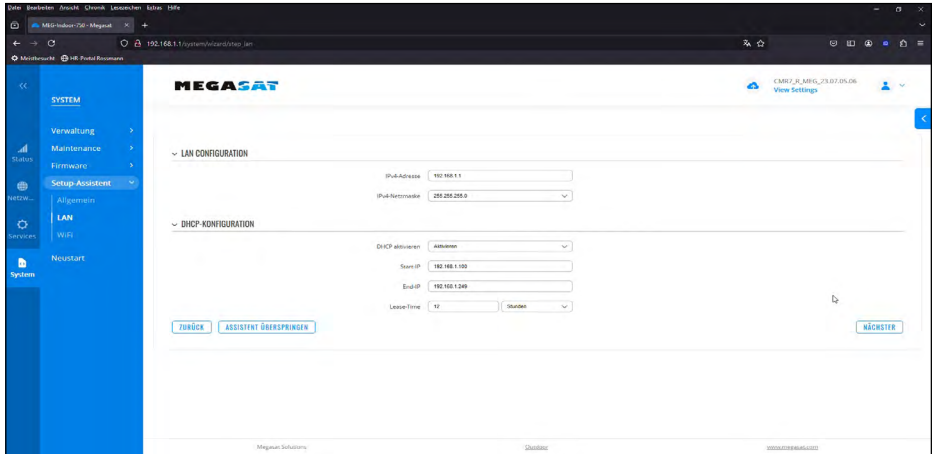 Datei Bearbeiten Ansicht Chronik Lesezeichen Extras Hilfe
MEG-Indoor-750 - Megasat
192.168.1.1/system/wizard/step_lan
Meistbesucht HR-Portal Rossmann
MEGASAT
CMR7_R_MEG_23.07.05.06
View Settings
SYSTEM
Verwaltung
Maintenance
Firmware
Setup-Assistent
Allgemein
LAN
WiFi
Neustart
Status
Netzw...
Services
System
LAN CONFIGURATION
IPv4-Adresse 192.168.1.1
IPv4-Netzmaske 255.255.255.0
DHCP-KONFIGURATION
DHCP aktivieren Aktivieren
Start-IP 192.168.1.100
End-IP 192.168.1.249
Lease-Time 12 Stunden
ZURÜCK ASSISTENT ÜBERSPRINGEN NÄCHSTER
Megasat Solutions Outdoor www.megasat.com